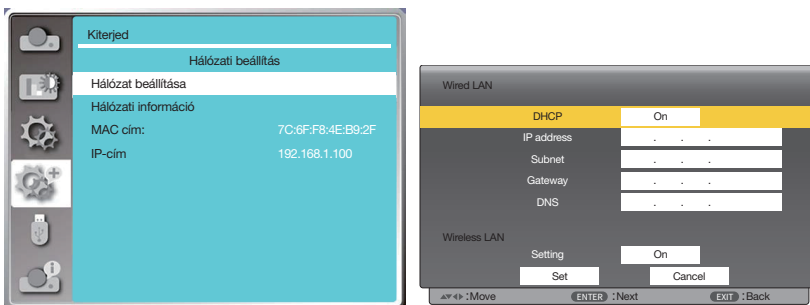 Kiterjed
Hálózati beállítás
Hálózat beállítása
Hálózati információ
MAC cím: 7C:6F:F8:4E:B9:2F
IP-cím 192.168.1.100
Wired LAN
DHCP On
IP address . . .
Subnet . . .
Gateway . . .
DNS . . .
Wireless LAN
Setting On
Set Cancel
▲▼◀▶ :Move ENTER :Next EXIT :Back